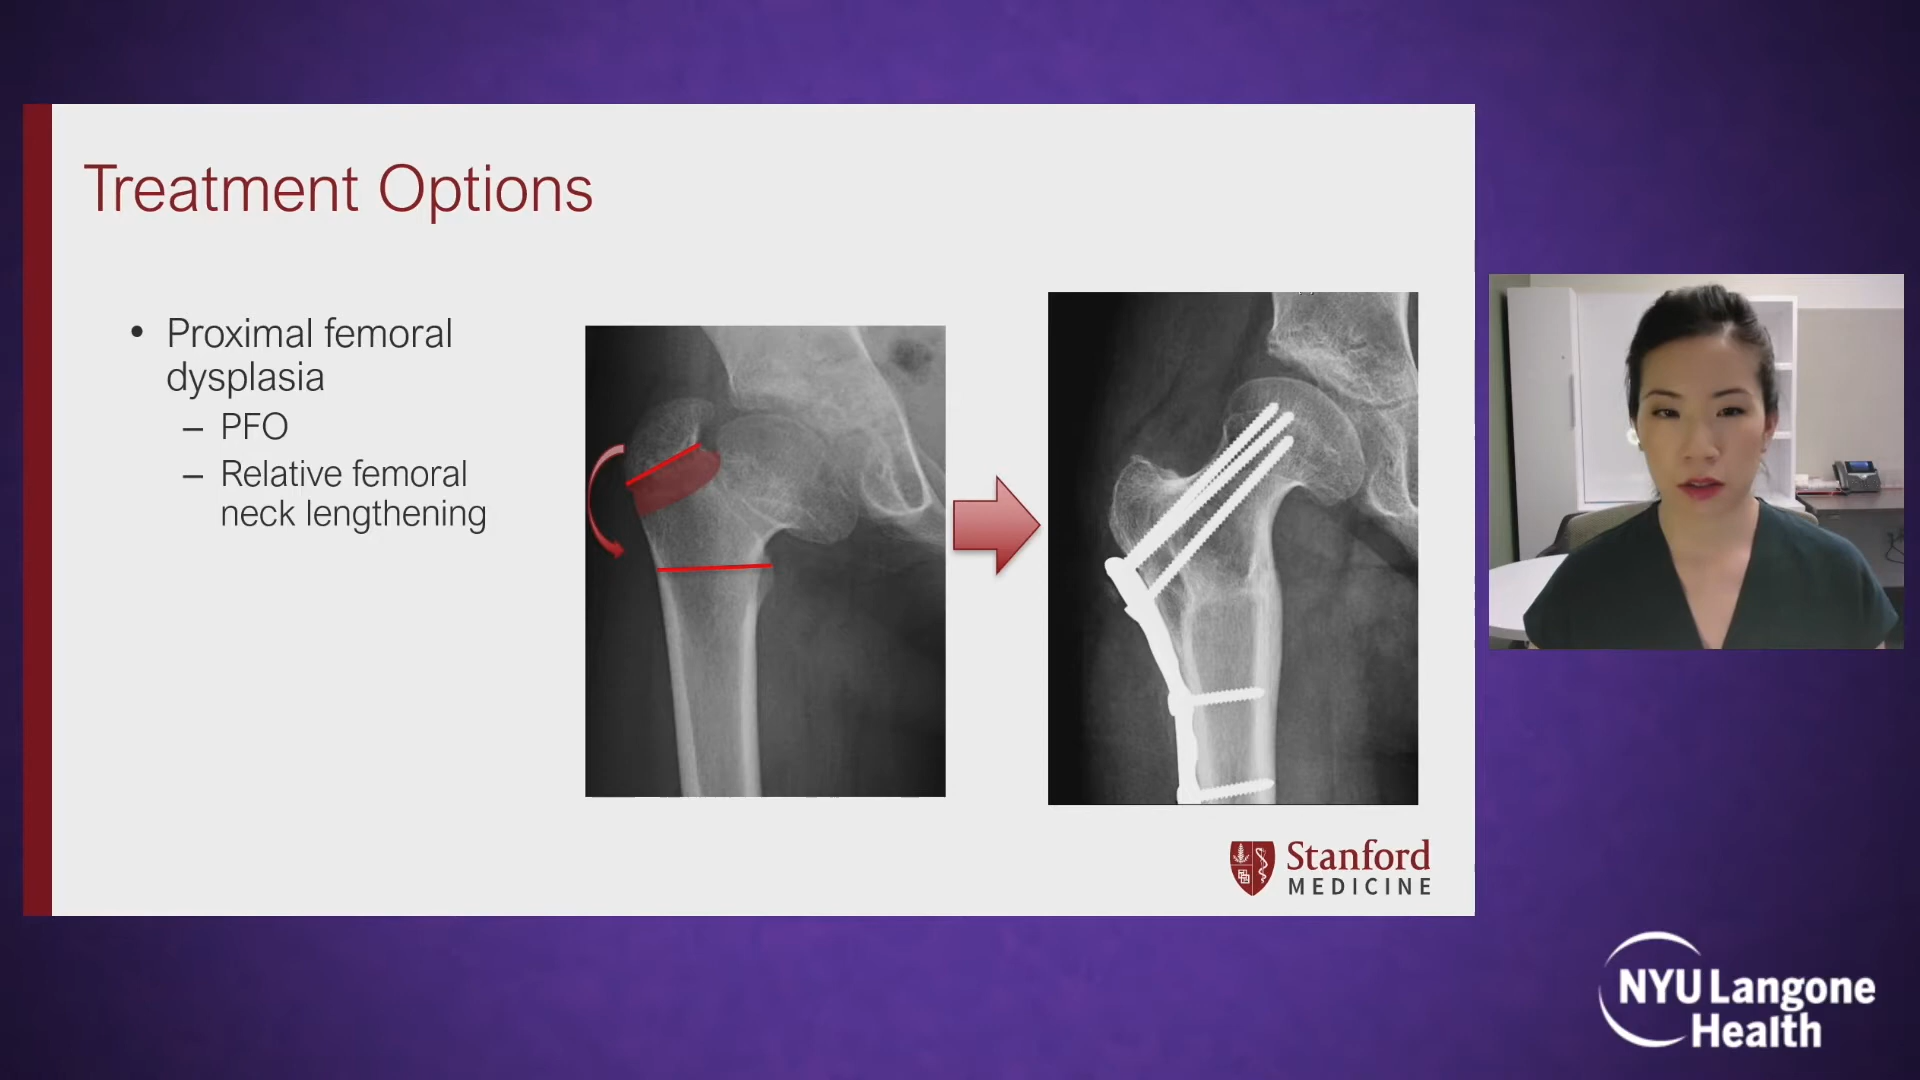 Treatment Options
• Proximal femoral
dysplasia
– PFO
– Relative femoral
neck lengthening
Stanford
MEDICINE
NYU Langone
Health